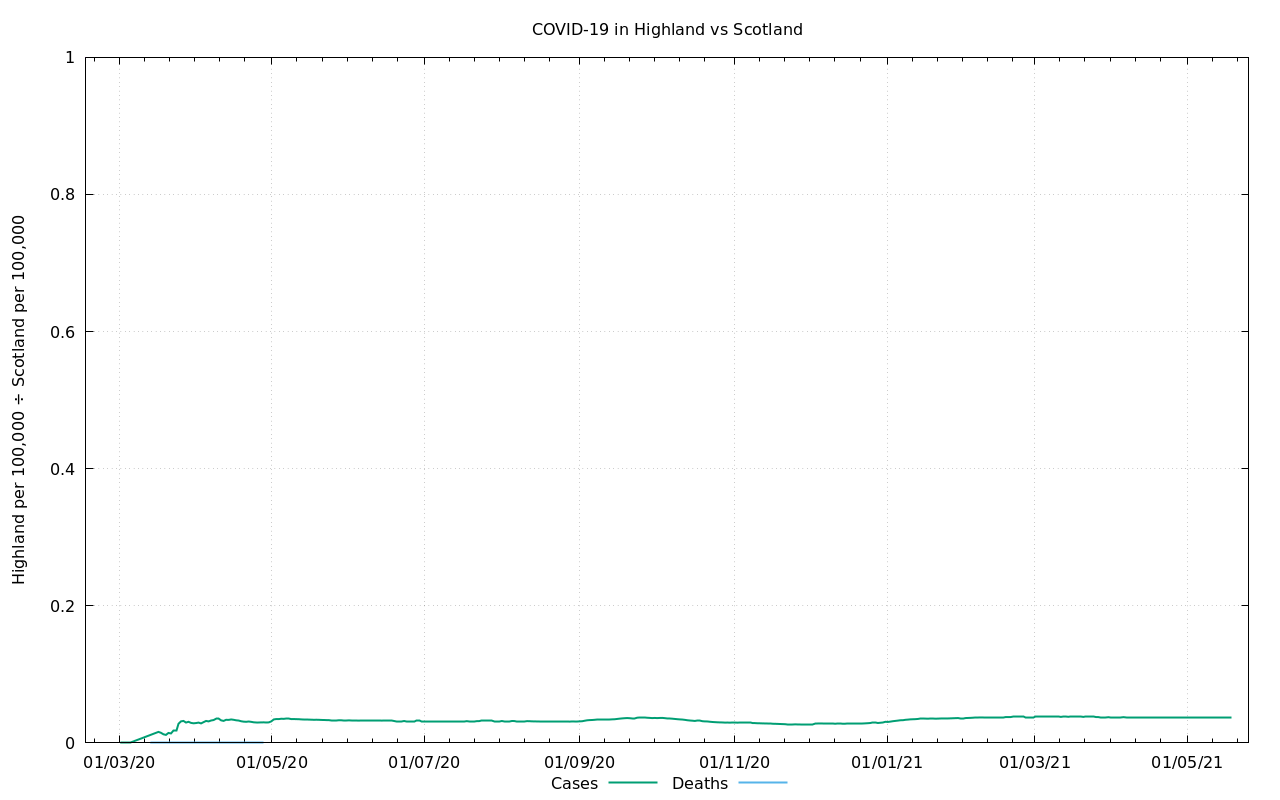 COVID-19 in Highland vs Scotland
1
0.8
0.6
0.4
0.2
0
Highland per 100,000 ÷ Scotland per 100,000
01/03/20 01/05/20 01/07/20 01/09/20 01/11/20 01/01/21 01/03/21 01/05/21
Cases Deaths